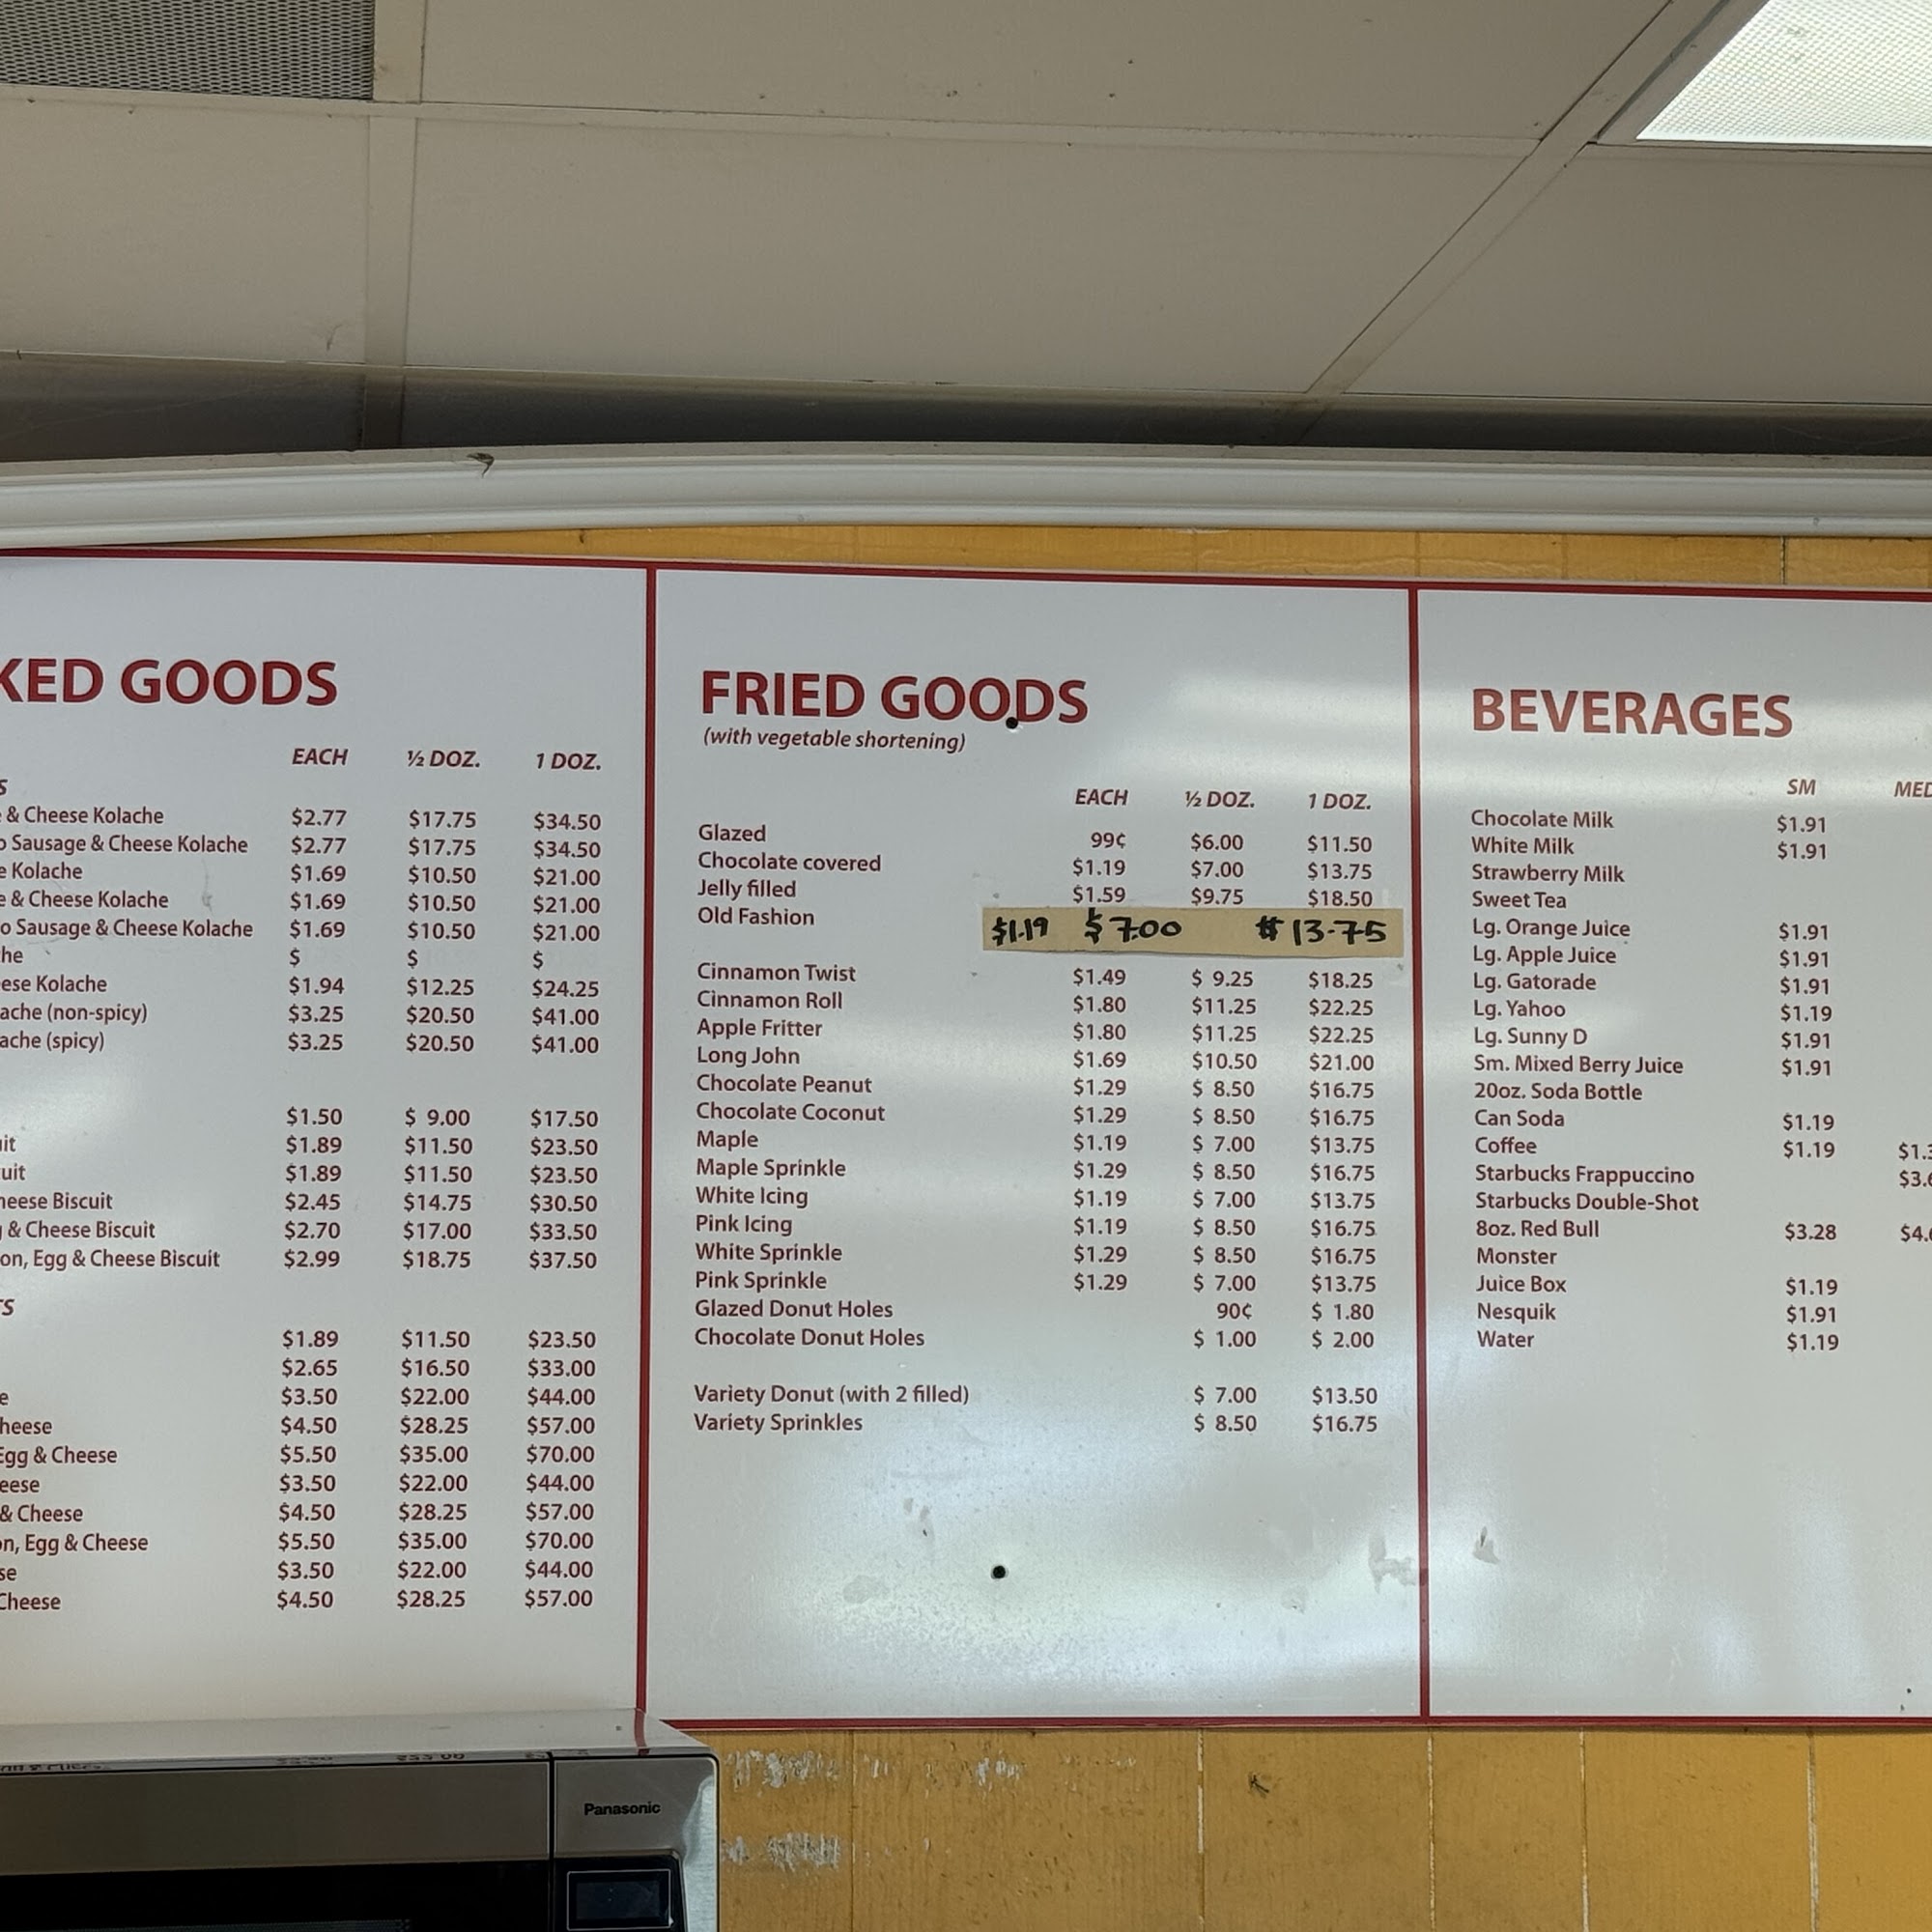 KED GOODS
EACH ½ DOZ. 1 DOZ.
S
& Cheese Kolache $2.77 $17.75 $34.50
o Sausage & Cheese Kolache $2.77 $17.75 $34.50
e Kolache $1.69 $10.50 $21.00
e & Cheese Kolache $1.69 $10.50 $21.00
o Sausage & Cheese Kolache $1.69 $10.50 $21.00
he $ $ $
ese Kolache $1.94 $12.25 $24.25
ache (non-spicy) $3.25 $20.50 $41.00
ache (spicy) $3.25 $20.50 $41.00
$1.50 $ 9.00 $17.50
uit $1.89 $11.50 $23.50
uit $1.89 $11.50 $23.50
heese Biscuit $2.45 $14.75 $30.50
& Cheese Biscuit $2.70 $17.00 $33.50
on, Egg & Cheese Biscuit $2.99 $18.75 $37.50
TS
$1.89 $11.50 $23.50
$2.65 $16.50 $33.00
e $3.50 $22.00 $44.00
heese $4.50 $28.25 $57.00
Egg & Cheese $5.50 $35.00 $70.00
eese $3.50 $22.00 $44.00
& Cheese $4.50 $28.25 $57.00
on, Egg & Cheese $5.50 $35.00 $70.00
se $3.50 $22.00 $44.00
Cheese $4.50 $28.25 $57.00
FRIED GOODS
(with vegetable shortening)
EACH ½ DOZ. 1 DOZ.
Glazed 99¢ $6.00 $11.50
Chocolate covered $1.19 $7.00 $13.75
Jelly filled $1.59 $9.75 $18.50
Old Fashion $1.19 $7.00 $13.75
Cinnamon Twist $1.49 $ 9.25 $18.25
Cinnamon Roll $1.80 $11.25 $22.25
Apple Fritter $1.80 $11.25 $22.25
Long John $1.69 $10.50 $21.00
Chocolate Peanut $1.29 $ 8.50 $16.75
Chocolate Coconut $1.29 $ 8.50 $16.75
Maple $1.19 $ 7.00 $13.75
Maple Sprinkle $1.29 $ 8.50 $16.75
White Icing $1.19 $ 7.00 $13.75
Pink Icing $1.19 $ 8.50 $16.75
White Sprinkle $1.29 $ 8.50 $16.75
Pink Sprinkle $1.29 $ 7.00 $13.75
Glazed Donut Holes 90¢ $ 1.80
Chocolate Donut Holes $ 1.00 $ 2.00
Variety Donut (with 2 filled) $ 7.00 $13.50
Variety Sprinkles $ 8.50 $16.75
BEVERAGES
SM MED
Chocolate Milk $1.91
White Milk $1.91
Strawberry Milk
Sweet Tea
Lg. Orange Juice $1.91
Lg. Apple Juice $1.91
Lg. Gatorade $1.91
Lg. Yahoo $1.19
Lg. Sunny D $1.91
Sm. Mixed Berry Juice $1.91
20oz. Soda Bottle
Can Soda $1.19
Coffee $1.19 $1.3
Starbucks Frappuccino $3.6
Starbucks Double-Shot
8oz. Red Bull $3.28 $4.6
Monster
Juice Box $1.19
Nesquik $1.91
Water $1.19
Panasonic